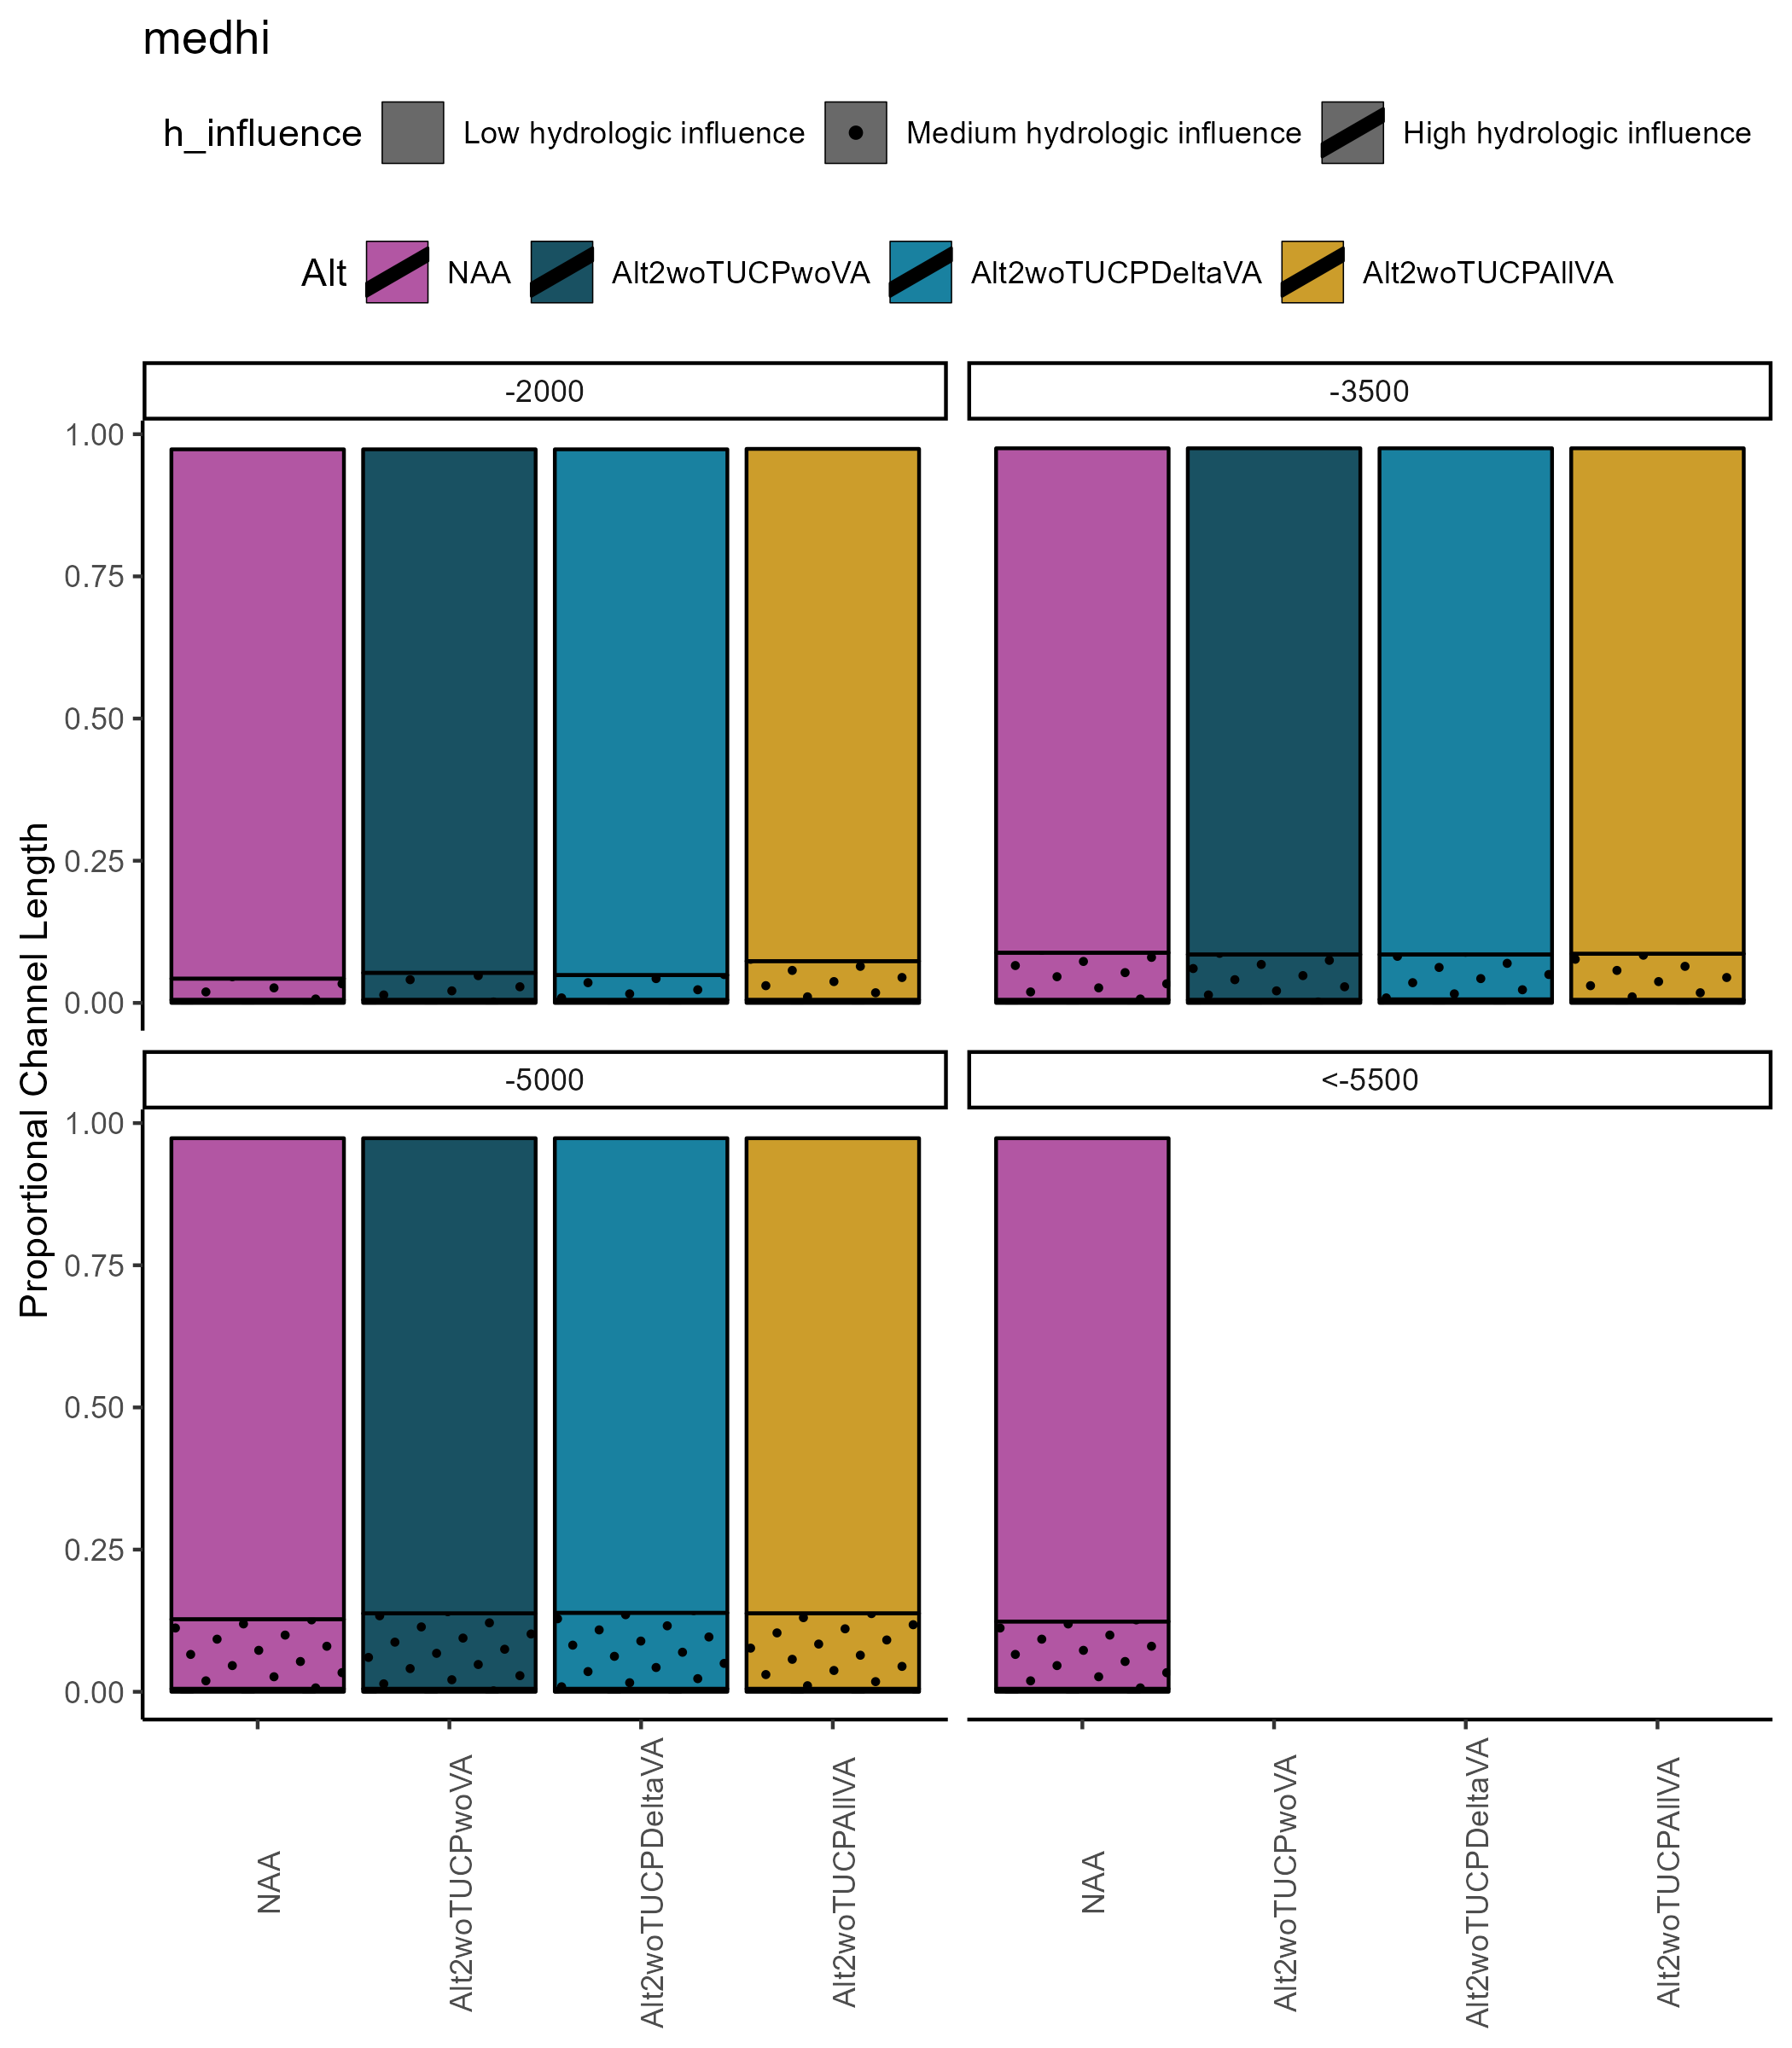 medhi
h_influence Low hydrologic influence Medium hydrologic influence High hydrologic influence
Alt NAA Alt2woTUCPwoVA Alt2woTUCPDeltaVA Alt2woTUCPAllVA
-2000 -3500
1.00
0.75
0.50
0.25
0.00
Proportional Channel Length
-5000 <-5500
1.00
0.75
0.50
0.25
0.00
NAA Alt2woTUCPwoVA Alt2woTUCPDeltaVA Alt2woTUCPAllVA NAA Alt2woTUCPwoVA Alt2woTUCPDeltaVA Alt2woTUCPAllVA